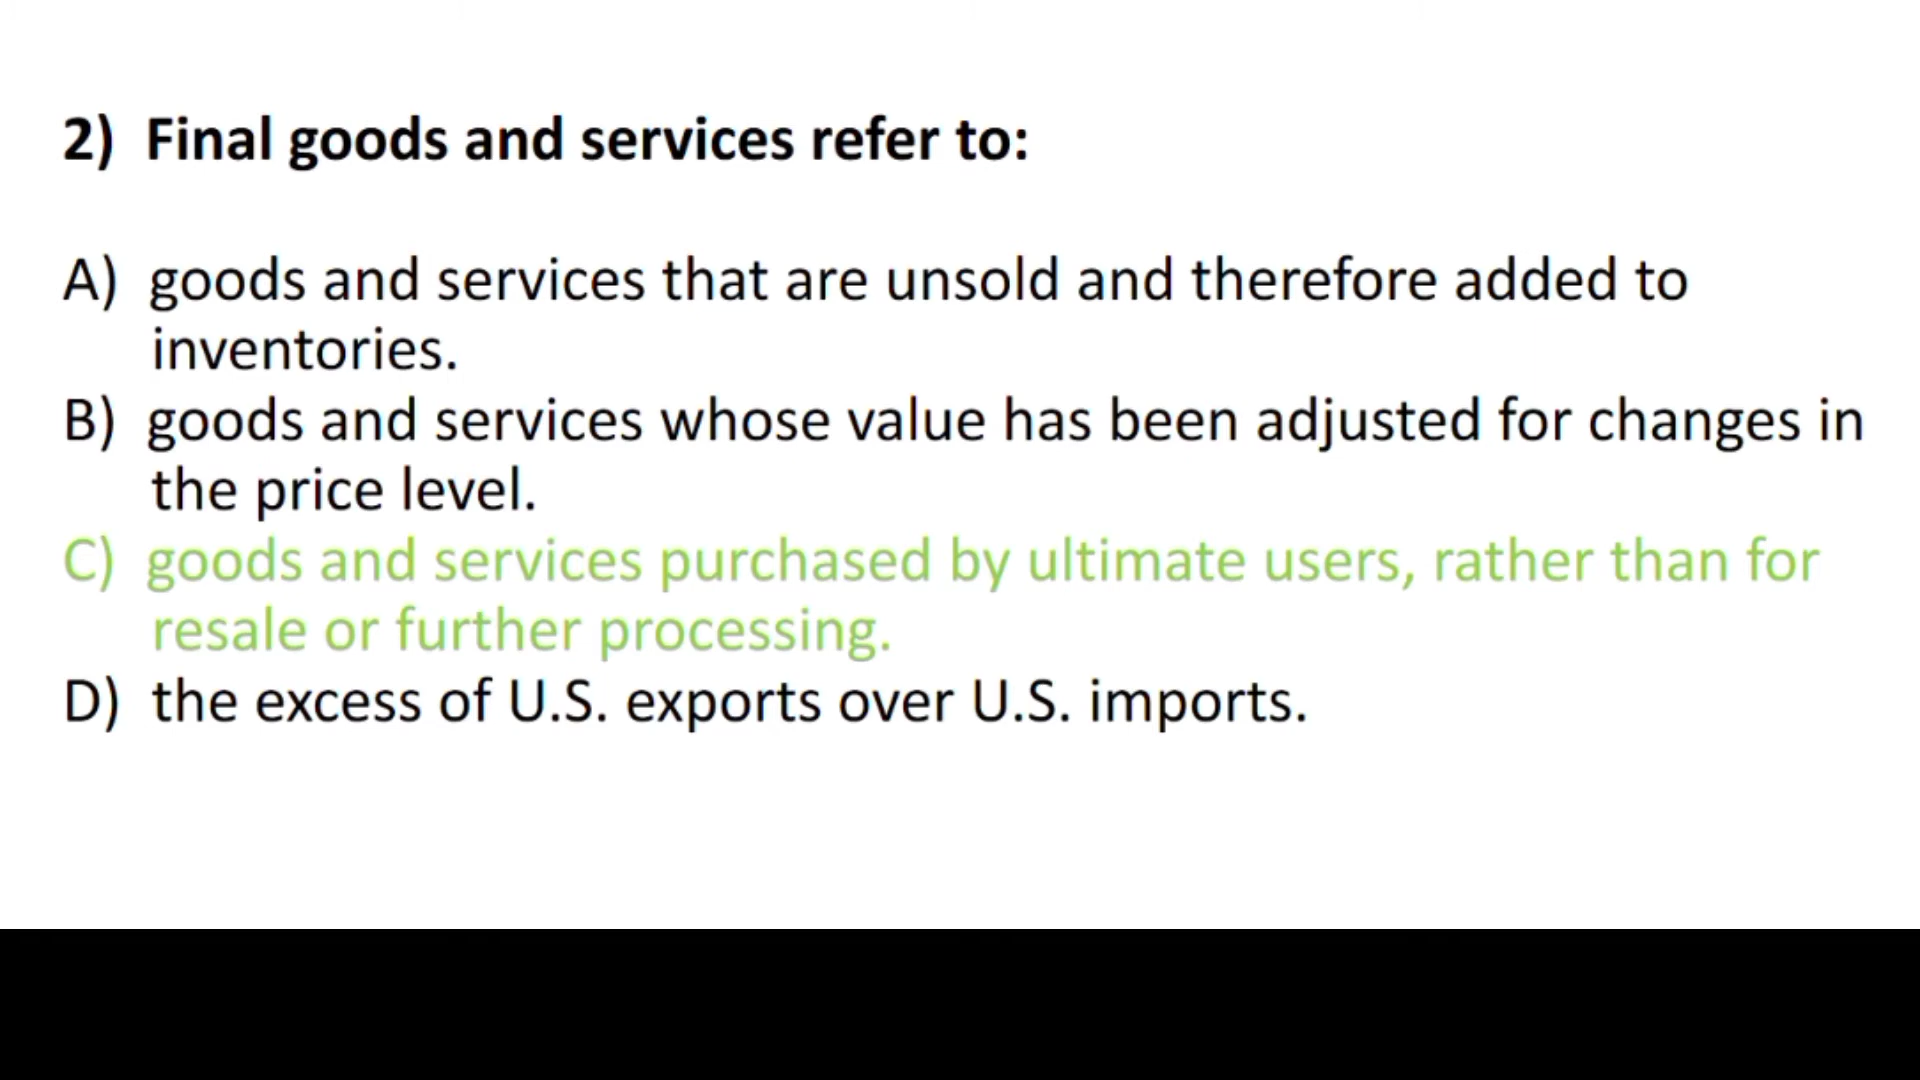 2) Final goods and services refer to:
A) goods and services that are unsold and therefore added to
inventories.
B) goods and services whose value has been adjusted for changes in
the price level.
C) goods and services purchased by ultimate users, rather than for
resale or further processing.
D) the excess of U.S. exports over U.S. imports.